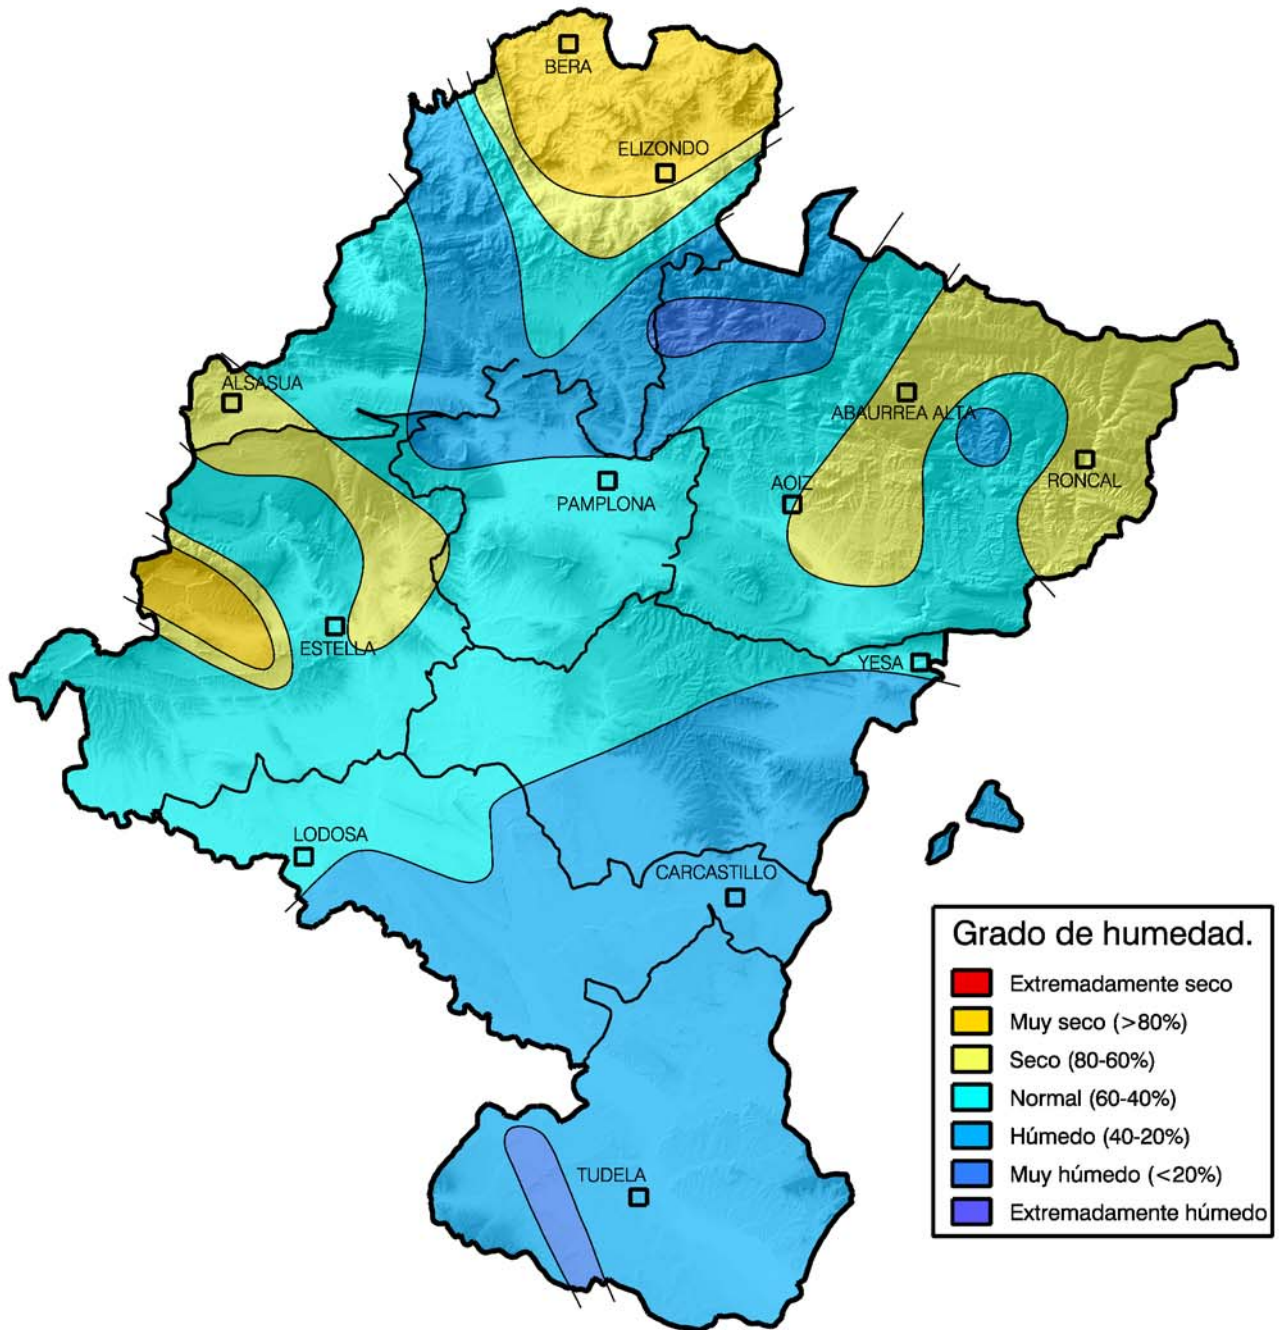 BERA
ELIZONDO
ALSASUA
ABAURREA ALTA
RONCAL
AOIZ
PAMPLONA
ESTELLA
YESA
LODOSA
CARCASTILLO
TUDELA
Grado de humedad.
Extremadamente seco
Muy seco (>80%)
Seco (80-60%)
Normal (60-40%)
Húmedo (40-20%)
Muy húmedo (<20%)
Extremadamente húmedo